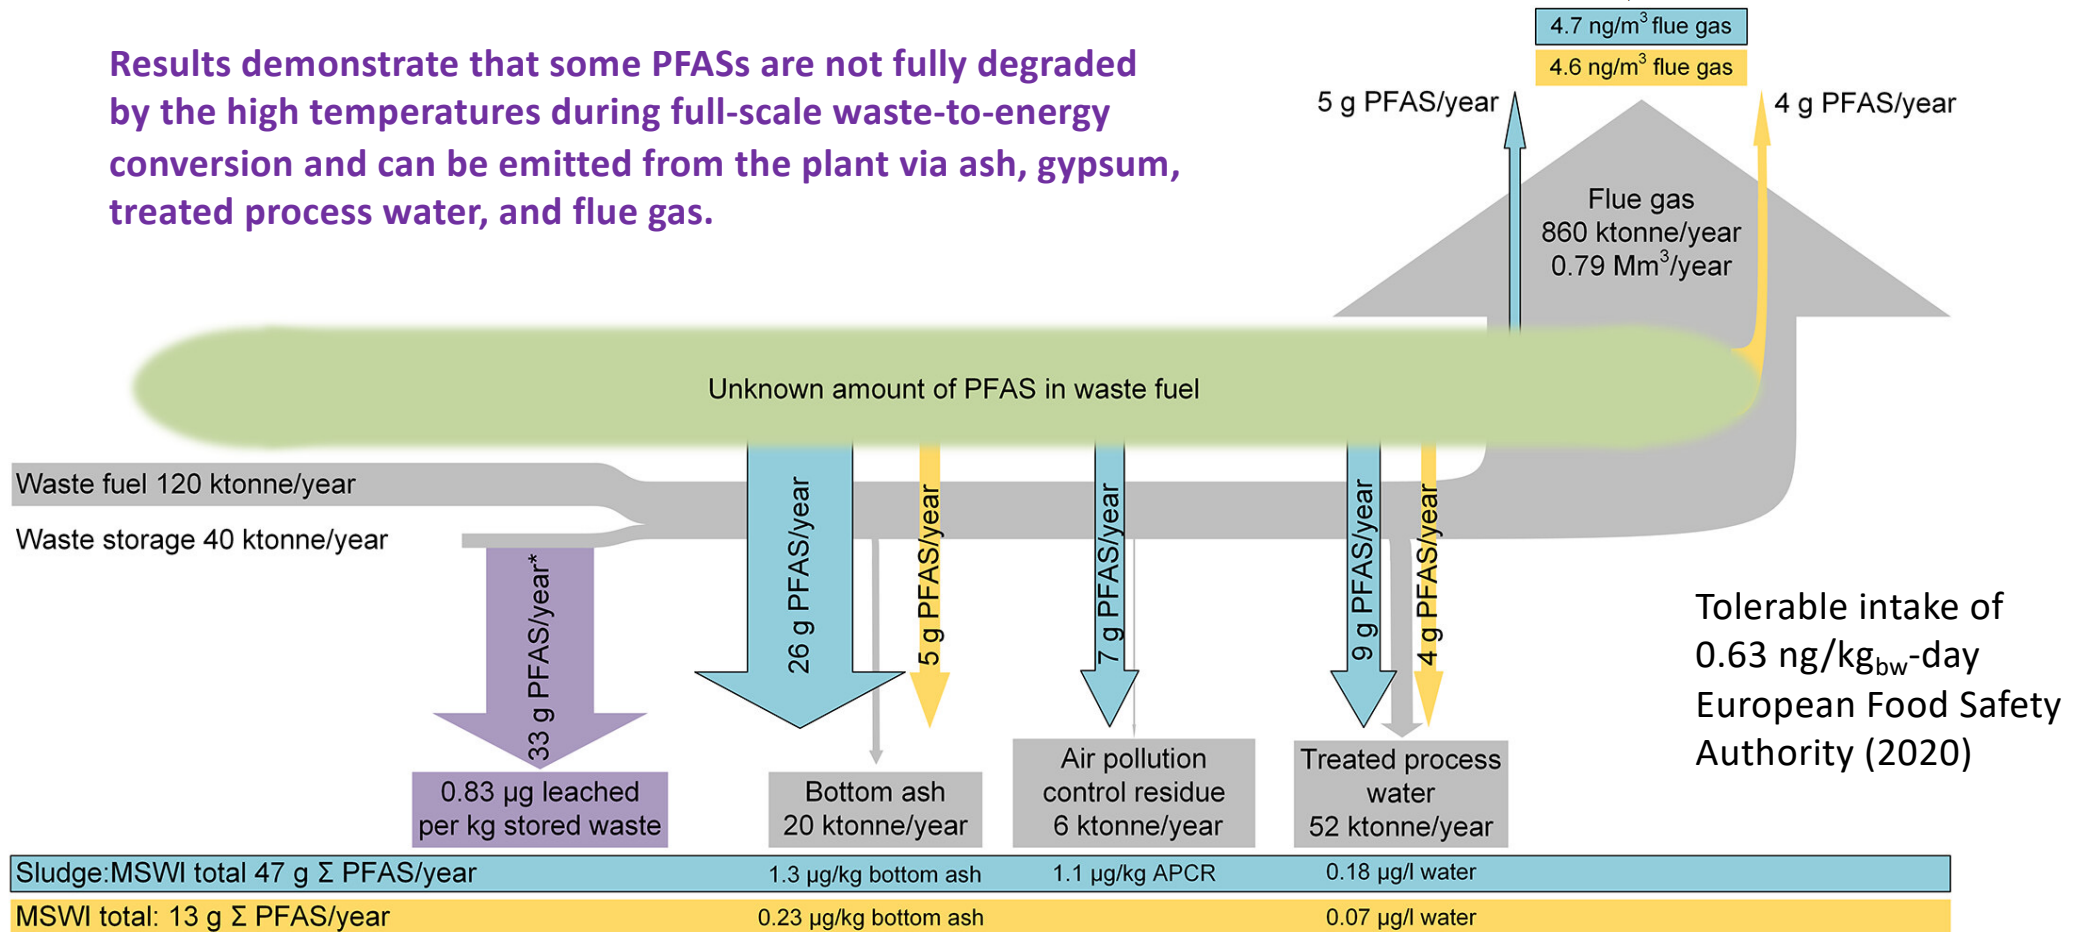 Results demonstrate that some PFASs are not fully degraded
by the high temperatures during full-scale waste-to-energy
conversion and can be emitted from the plant via ash, gypsum,
treated process water, and flue gas.
4.7 ng/m³ flue gas
4.6 ng/m³ flue gas
5 g PFAS/year
4 g PFAS/year
Flue gas
860 ktonne/year
0.79 Mm³/year
Unknown amount of PFAS in waste fuel
Waste fuel 120 ktonne/year
Waste storage 40 ktonne/year
33 g PFAS/year*
26 g PFAS/year
5 g PFAS/year
7 g PFAS/year
9 g PFAS/year
4 g PFAS/year
Tolerable intake of
0.63 ng/kgbw-day
European Food Safety
Authority (2020)
0.83 µg leached
per kg stored waste
Bottom ash
20 ktonne/year
Air pollution
control residue
6 ktonne/year
Treated process
water
52 ktonne/year
Sludge:MSWI total 47 g Σ PFAS/year
1.3 µg/kg bottom ash
1.1 µg/kg APCR
0.18 µg/l water
MSWI total: 13 g Σ PFAS/year
0.23 µg/kg bottom ash
0.07 µg/l water